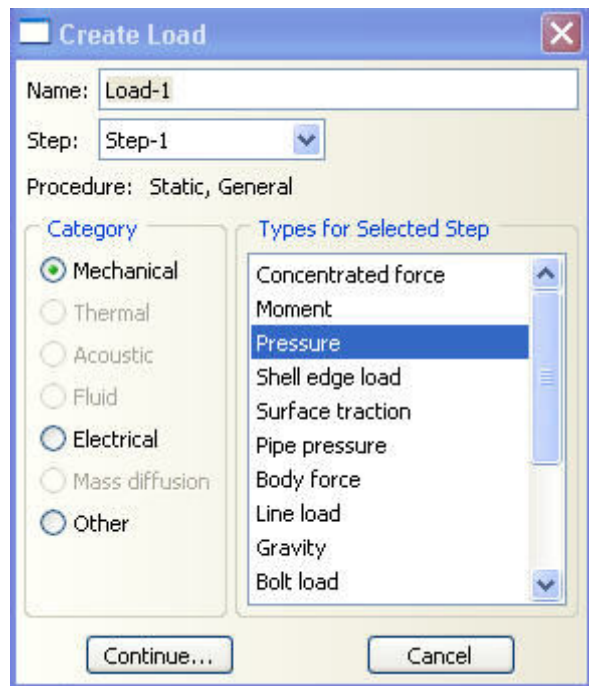 Create Load
Name: Load-1
Step: Step-1
Procedure: Static, General
Category
Mechanical
Thermal
Acoustic
Fluid
Electrical
Mass diffusion
Other
Types for Selected Step
Concentrated force
Moment
Pressure
Shell edge load
Surface traction
Pipe pressure
Body force
Line load
Gravity
Bolt load
Continue...
Cancel